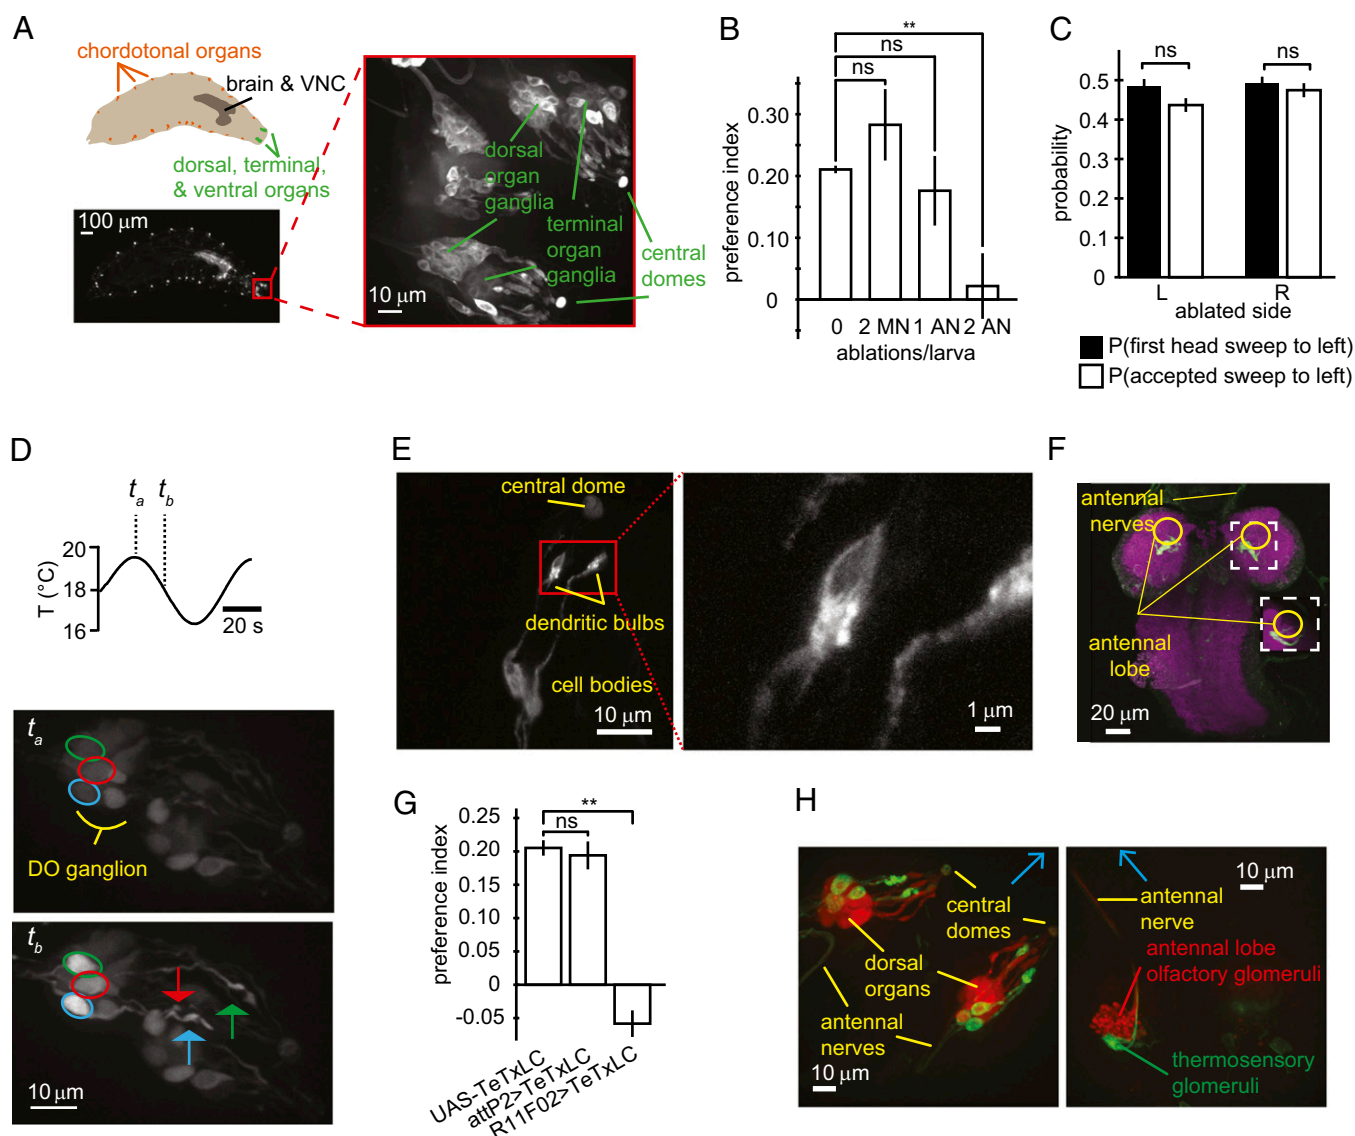 A
chordotonal organs
brain & VNC
dorsal, terminal,
& ventral organs
100 μm
dorsal
organ
ganglia
terminal
organ
ganglia
central
domes
10 μm
B
**
ns
ns
preference index
0.30
0.20
0.10
0
0 2 MN 1 AN 2 AN
ablations/larva
C
ns
ns
probability
0.5
0.4
0.3
0.2
0.1
0
L
R
ablated side
P(first head sweep to left)
P(accepted sweep to left)
D
ta
tb
T (°C)
20
18
16
20 s
ta
DO ganglion
tb
10 μm
E
central dome
dendritic bulbs
cell bodies
10 μm
1 μm
F
antennal
nerves
antennal
lobe
20 μm
G
**
ns
preference index
0.25
0.20
0.15
0.10
0.05
0
-0.05
UAS-TeTxLC
attP2>TeTxLC
R11F02>TeTxLC
H
central
domes
dorsal
organs
antennal
nerves
10 μm
10 μm
antennal
nerve
antennal lobe
olfactory glomeruli
thermosensory
glomeruli